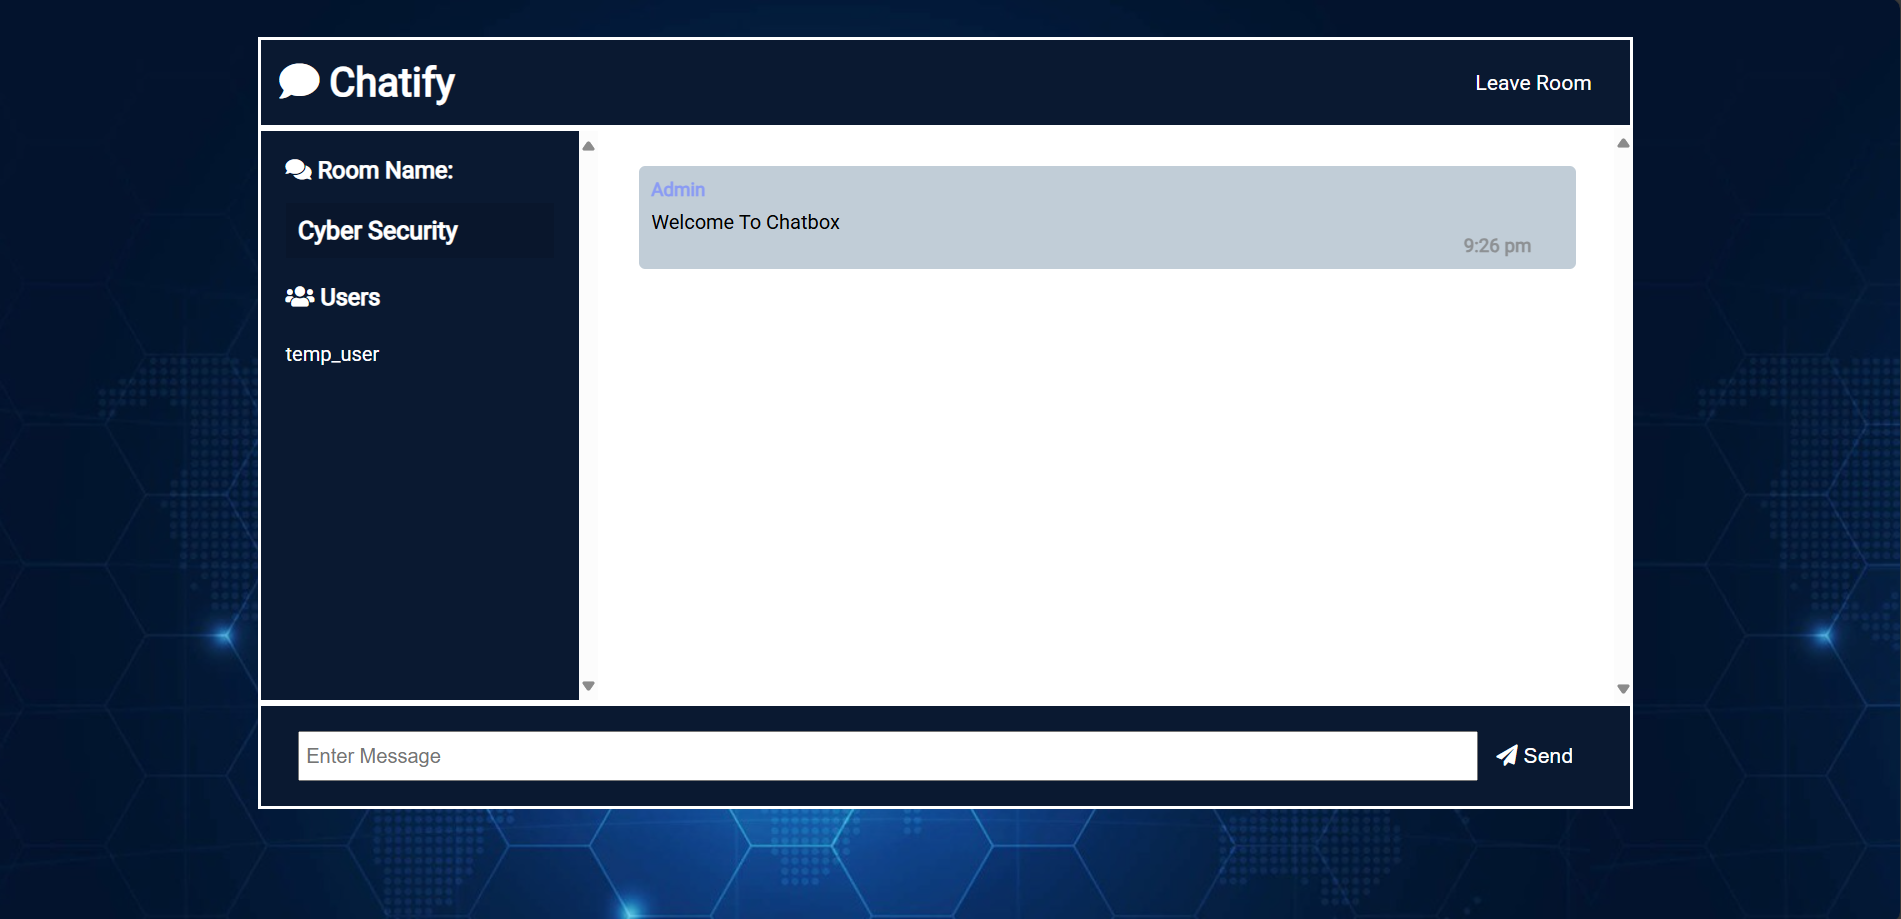 Chatify
Leave Room
Room Name:
Cyber Security
Users
temp_user
Admin
Welcome To Chatbox
9:26 pm
Enter Message
Send